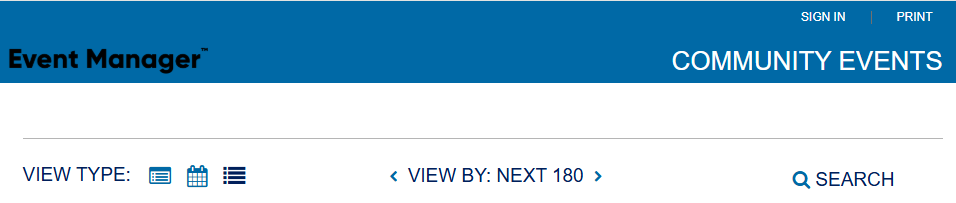 SIGN IN PRINT
Event Manager™
COMMUNITY EVENTS
VIEW TYPE: VIEW BY: NEXT 180 SEARCH